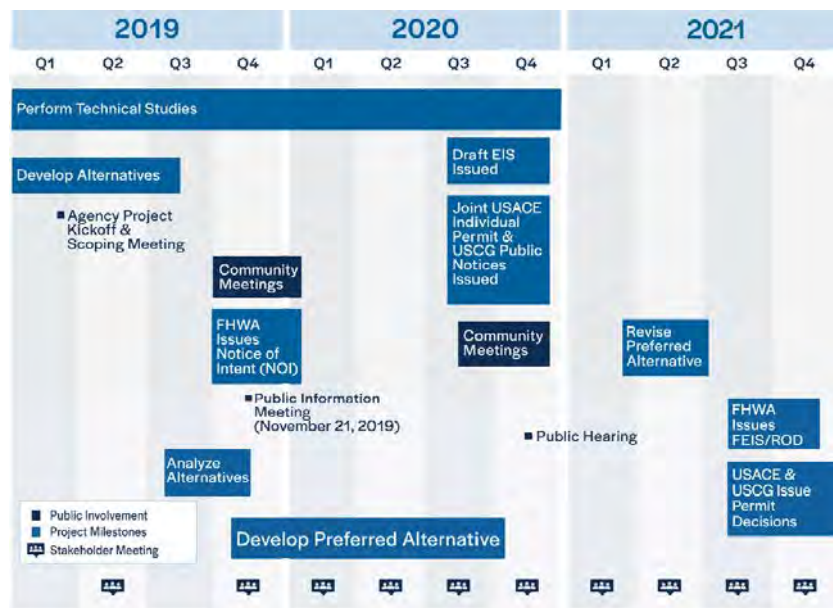 2019
2020
2021
Q1
Q2
Q3
Q4
Q1
Q2
Q3
Q4
Q1
Q2
Q3
Q4
Perform Technical Studies
Draft EIS
Issued
Develop Alternatives
Joint USACE
Individual
Permit &
USCG Public
Notices
Issued
Agency Project
Kickoff &
Scoping Meeting
Community
Meetings
FHWA
Issues
Notice of
Intent (NOI)
Community
Meetings
Revise
Preferred
Alternative
Public Information
Meeting
(November 21, 2019)
Public Hearing
FHWA
Issues
FEIS/ROD
Analyze
Alternatives
USACE &
USCG Issue
Permit
Decisions
Public Involvement
Project Milestones
Stakeholder Meeting
Develop Preferred Alternative